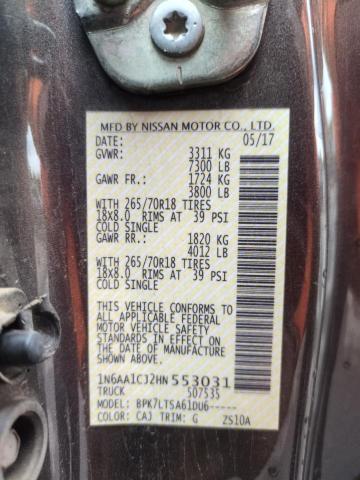 MFD BY NISSAN MOTOR CO., LTD.
DATE: 05/17
GVWR: 3311 KG
7300 LB
GAWR FR.: 1724 KG
3800 LB
WITH 265/70R18 TIRES
18X8.0 RIMS AT 39 PSI
COLD SINGLE
GAWR RR.: 1820 KG
4012 LB
WITH 265/70R18 TIRES
18X8.0 RIMS AT 39 PSI
COLD SINGLE
THIS VEHICLE CONFORMS TO
ALL APPLICABLE FEDERAL
MOTOR VEHICLE SAFETY
STANDARDS IN EFFECT ON
THE DATE OF MANUFACTURE
SHOWN ABOVE.
1N6AA1CJ2HN 553031
TRUCK 507535
MODEL: BPK7LTSA61DU6-----
COLOR: CAJ TRIM: G ZS10A